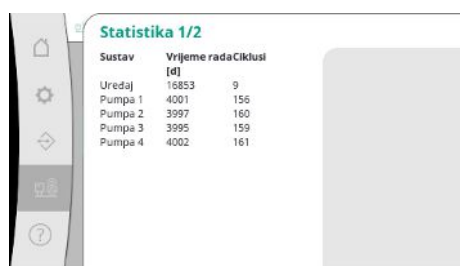 Statistika 1/2
Sustav Vrijeme rada Ciklusi
[d]
Uređaj 16853 9
Pumpa 1 4001 156
Pumpa 2 3997 160
Pumpa 3 3995 159
Pumpa 4 4002 161
?